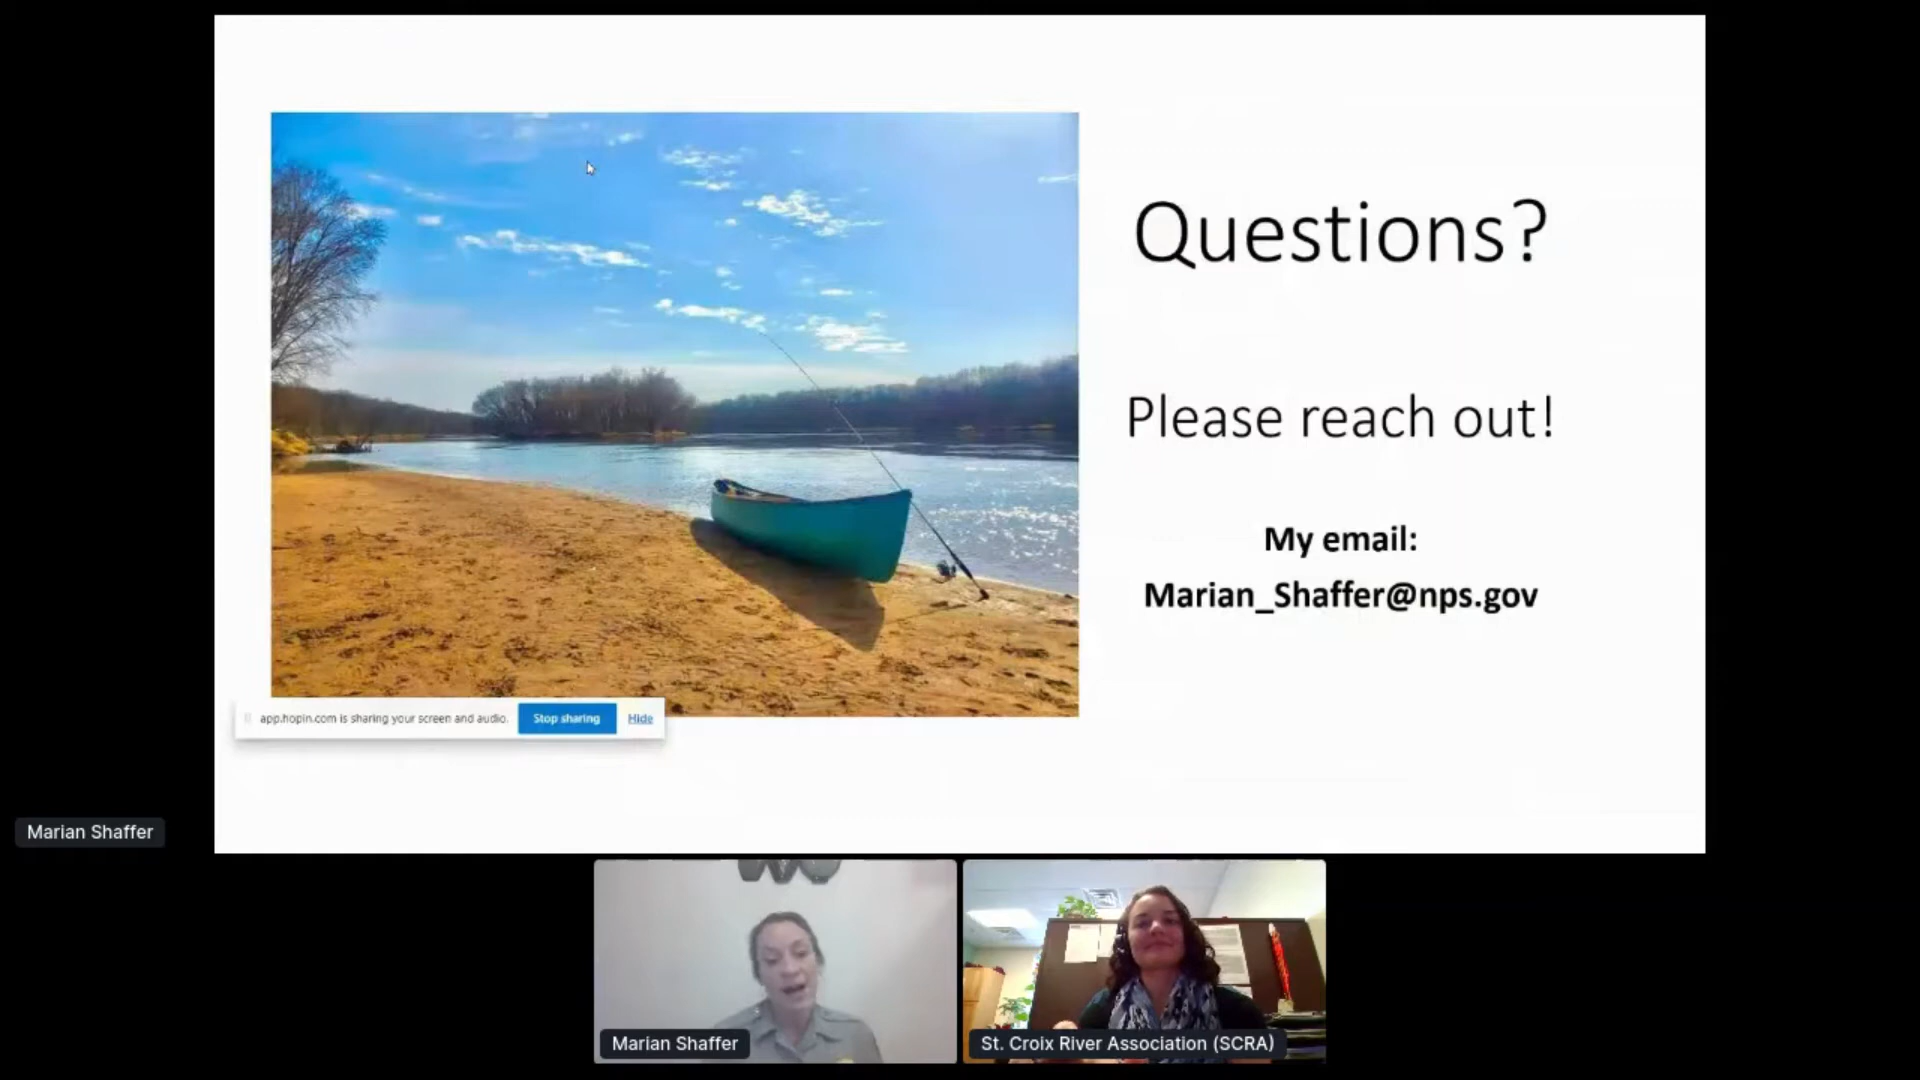 Questions?
Please reach out!
My email:
Marian_Shaffer@nps.gov
app.hopin.com is sharing your screen and audio. Stop sharing Hide
Marian Shaffer
Marian Shaffer
St. Croix River Association (SCRA)